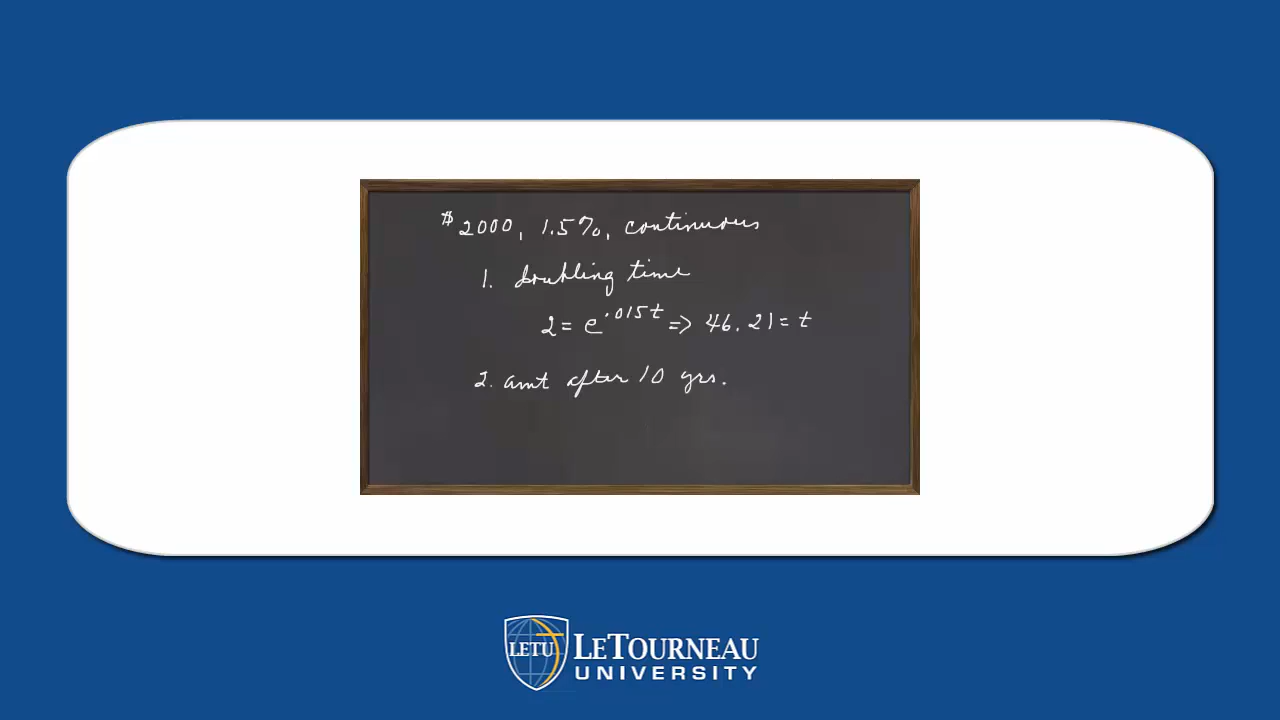 $2000, 1.5%, continuous
1. doubling time
2 = e^.015t => 46.21 = t
2. amt after 10 yrs.
LETU LETOURNEAU
UNIVERSITY